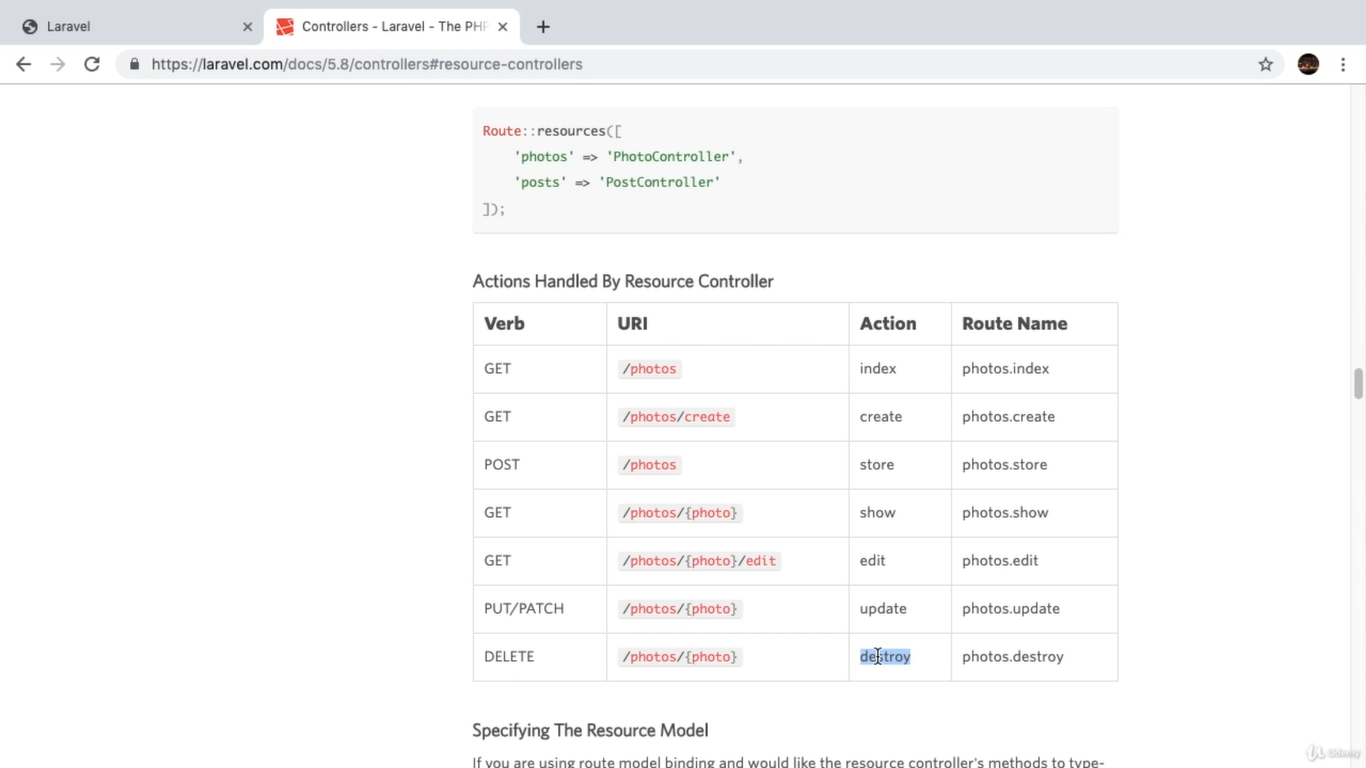 Laravel
Controllers - Laravel - The PHP
https://laravel.com/docs/5.8/controllers#resource-controllers
Route::resources([
    'photos' => 'PhotoController',
    'posts' => 'PostController'
]);
Actions Handled By Resource Controller
Verb URI Action Route Name
GET /photos index photos.index
GET /photos/create create photos.create
POST /photos store photos.store
GET /photos/{photo} show photos.show
GET /photos/{photo}/edit edit photos.edit
PUT/PATCH /photos/{photo} update photos.update
DELETE /photos/{photo} destroy photos.destroy
Specifying The Resource Model
If you are using route model binding and would like the resource controller's methods to type-
Udemy